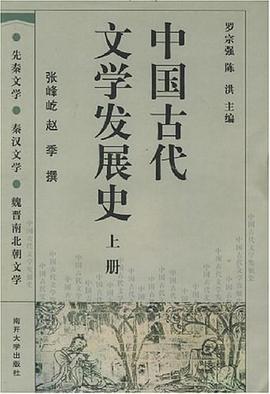 罗宗强 陈 洪 主编
中国古代
文学发展史
上 册
张峰屹 赵 季 撰
先秦文学
秦汉文学
魏晋南北朝文学
南开大学出版社